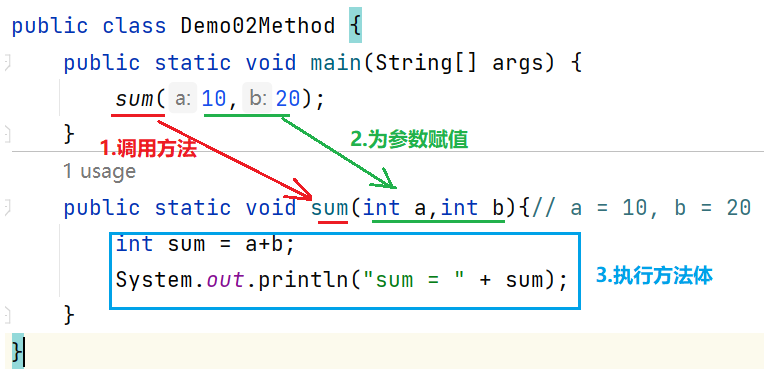 public class Demo02Method {
public static void main(String[] args) {
sum( a: 10, b: 20);
}
1.调用方法
2.为参数赋值
1 usage
public static void sum(int a,int b){// a = 10, b = 20
int sum = a+b;
System.out.println("sum = " + sum);
3.执行方法体
}
}